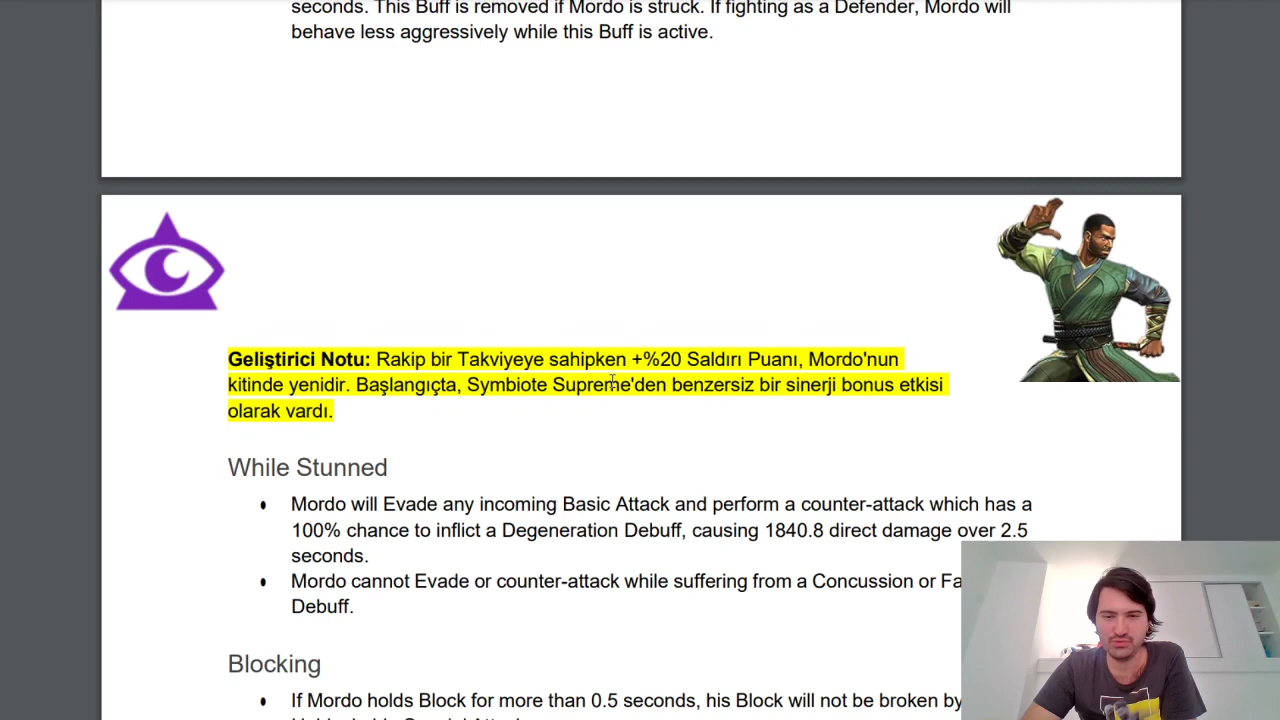 seconds. This Buff is removed if Mordo is struck. If fighting as a Defender, Mordo will
behave less aggressively while this Buff is active.
Geliştirici Notu: Rakip bir Takviyeye sahipken +%20 Saldırı Puanı, Mordo'nun
kitinde yenidir. Başlangıçta, Symbiote Supreme'den benzersiz bir sinerji bonus etkisi
olarak vardı.
While Stunned
• Mordo will Evade any incoming Basic Attack and perform a counter-attack which has a
100% chance to inflict a Degeneration Debuff, causing 1840.8 direct damage over 2.5
seconds.
• Mordo cannot Evade or counter-attack while suffering from a Concussion or Fa
Debuff.
Blocking
• If Mordo holds Block for more than 0.5 seconds, his Block will not be broken by